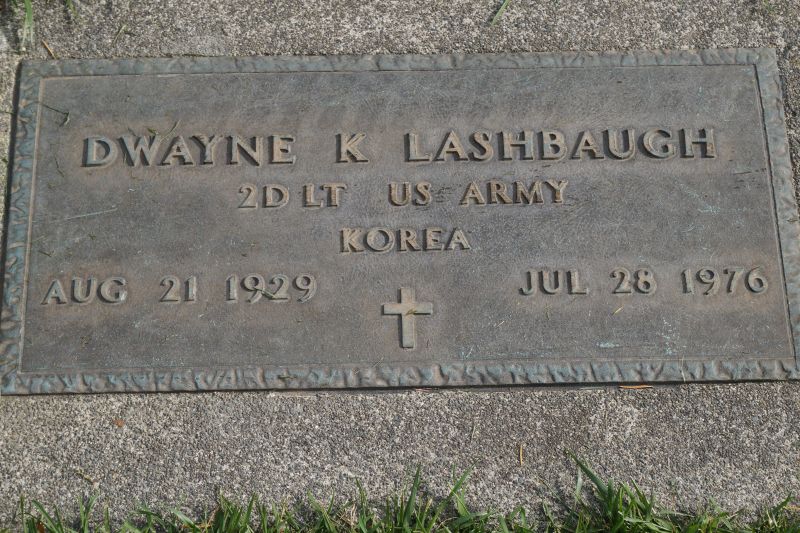 DWAYNE K LASHBAUGH
2D LT US ARMY
KOREA
AUG 21 1929 JUL 28 1976